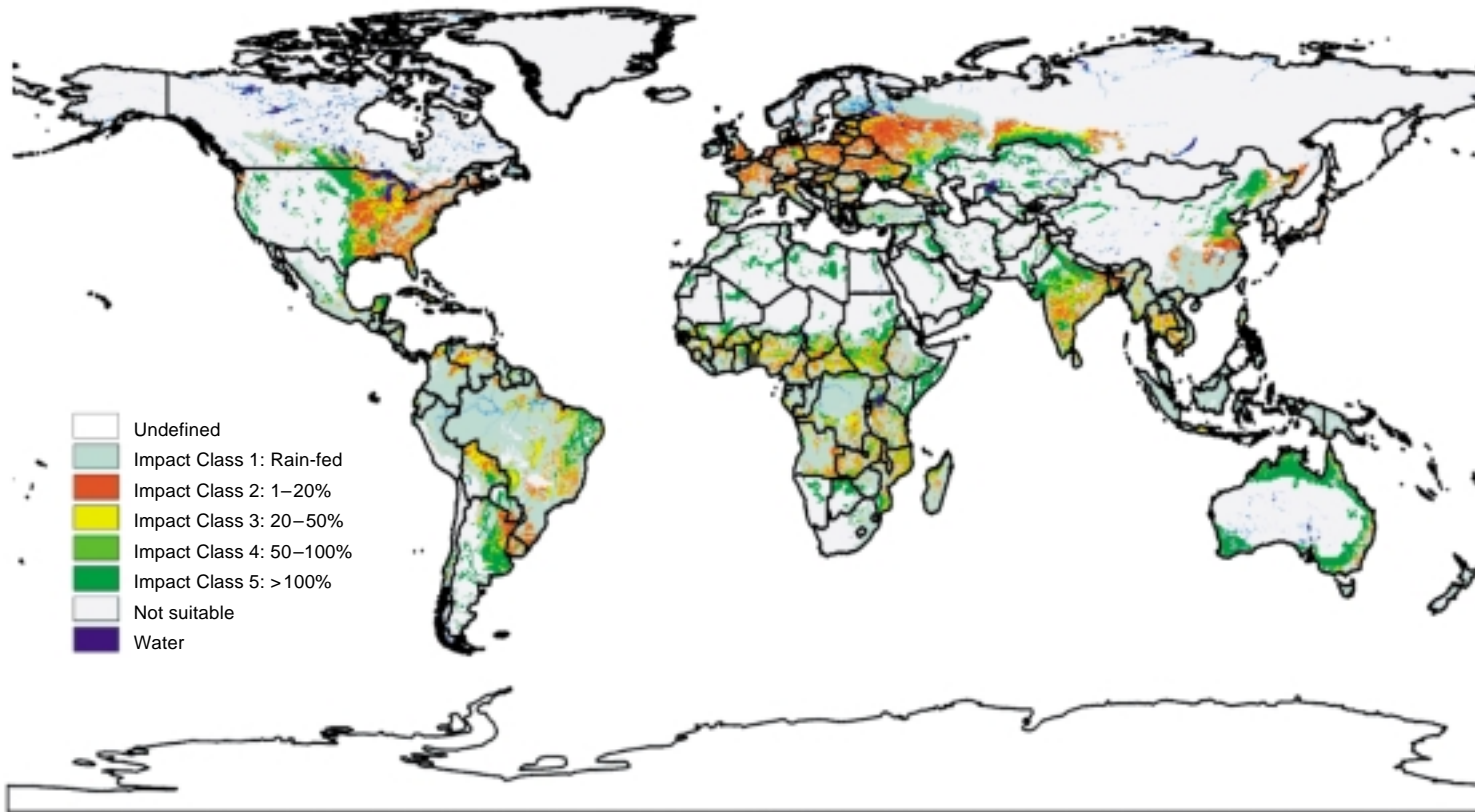 Undefined
Impact Class 1: Rain-fed
Impact Class 2: 1–20%
Impact Class 3: 20–50%
Impact Class 4: 50–100%
Impact Class 5: >100%
Not suitable
Water